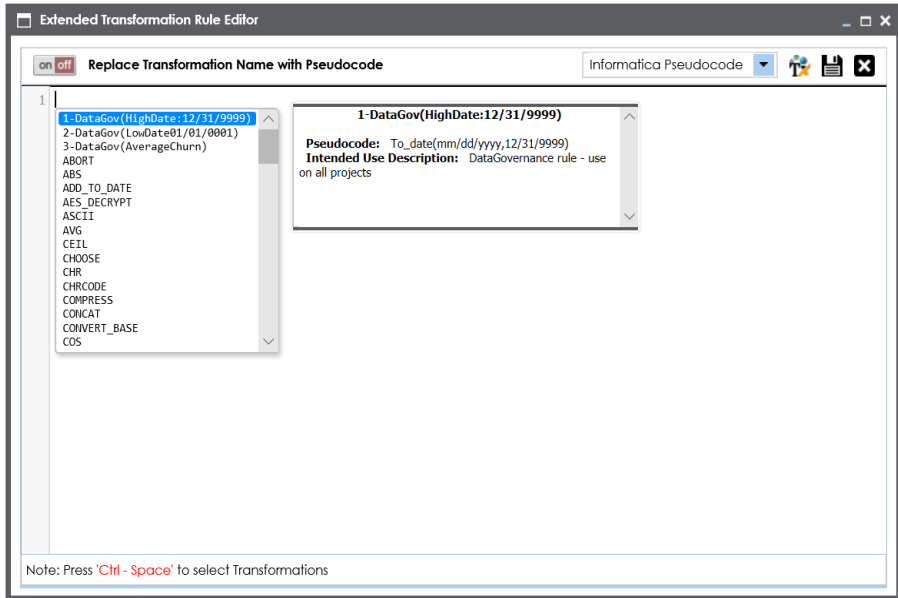 Extended Transformation Rule Editor
on off Replace Transformation Name with Pseudocode Informatica Pseudocode
1
1-DataGov(HighDate:12/31/9999)
2-DataGov(LowDate01/01/0001)
3-DataGov(AverageChurn)
ABORT
ABS
ADD_TO_DATE
AES_DECRYPT
ASCII
AVG
CEIL
CHOOSE
CHR
CHRCODE
COMPRESS
CONCAT
CONVERT_BASE
COS
1-DataGov(HighDate:12/31/9999)
Pseudocode: To_date(mm/dd/yyyy,12/31/9999)
Intended Use Description: DataGovernance rule - use
on all projects
Note: Press 'Ctrl - Space' to select Transformations